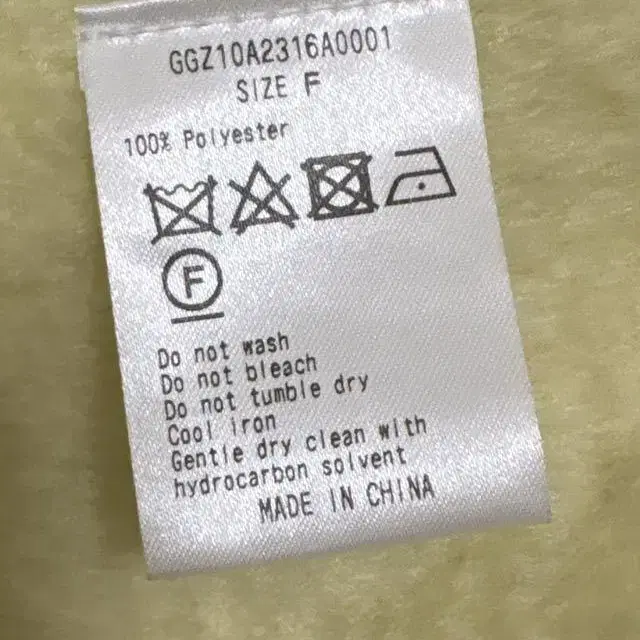 GGZ10A2316A0001
SIZE F
100% Polyester
F
Do not wash
Do not bleach
Do not tumble dry
Cool iron
Gentle dry clean with
hydrocarbon solvent
MADE IN CHINA